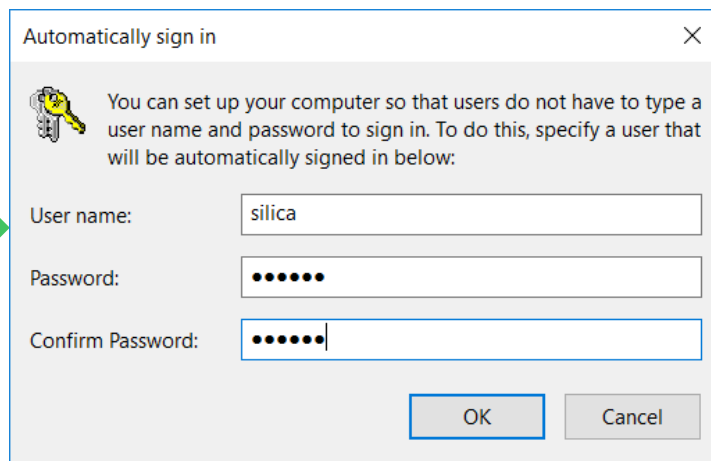 Automatically sign in
You can set up your computer so that users do not have to type a
user name and password to sign in. To do this, specify a user that
will be automatically signed in below:
User name:
silica
Password:
●●●●●●
Confirm Password:
●●●●●●
OK
Cancel